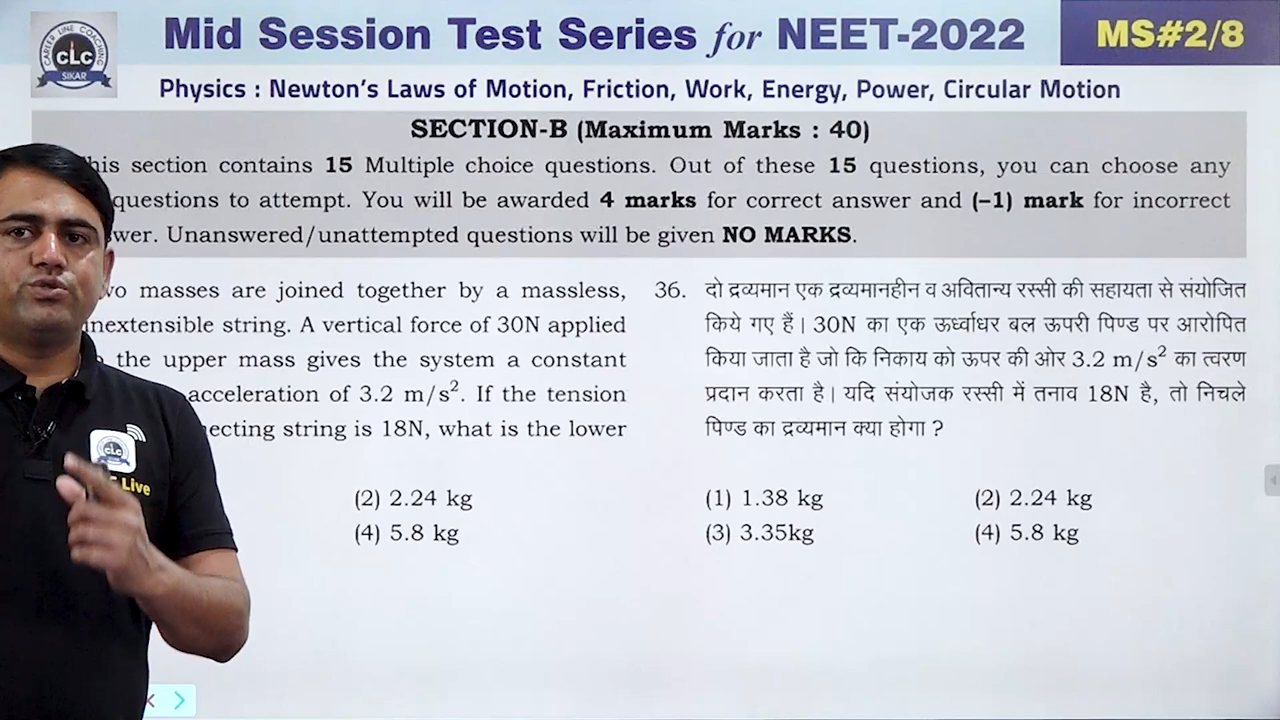 CAREER LINE COACHING
CLC
SIKAR
Mid Session Test Series for NEET-2022
MS#2/8
Physics : Newton's Laws of Motion, Friction, Work, Energy, Power, Circular Motion
SECTION-B (Maximum Marks : 40)
his section contains 15 Multiple choice questions. Out of these 15 questions, you can choose any
questions to attempt. You will be awarded 4 marks for correct answer and (–1) mark for incorrect
wer. Unanswered/unattempted questions will be given NO MARKS.
wo masses are joined together by a massless,
inextensible string. A vertical force of 30N applied
the upper mass gives the system a constant
acceleration of 3.2 m/s². If the tension
necting string is 18N, what is the lower
(2) 2.24 kg
(4) 5.8 kg
36. दो द्रव्यमान एक द्रव्यमानहीन व अवितान्य रस्सी की सहायता से संयोजित
किये गए हैं। 30N का एक ऊर्ध्वाधर बल ऊपरी पिण्ड पर आरोपित
किया जाता है जो कि निकाय को ऊपर की ओर 3.2 m/s² का त्वरण
प्रदान करता है। यदि संयोजक रस्सी में तनाव 18N है, तो निचले
पिण्ड का द्रव्यमान क्या होगा ?
(1) 1.38 kg (2) 2.24 kg
(3) 3.35kg (4) 5.8 kg
CLC
Live